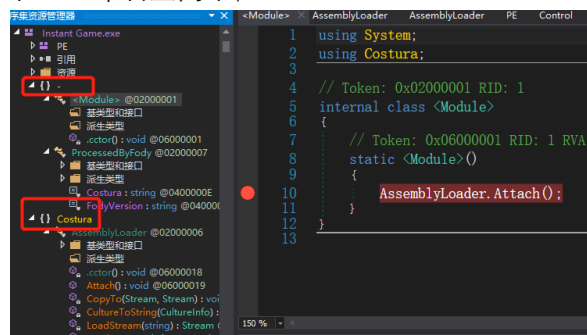 序集资源管理器
Instant Game.exe
PE
引用
资源
{} -
<Module> @02000001
基类型和接口
派生类型
.cctor() : void @06000001
ProcessedByFody @02000007
基类型和接口
派生类型
Costura : string @0400000E
FodyVersion : string @040000
{} Costura
AssemblyLoader @02000006
基类型和接口
派生类型
.cctor() : void @06000018
Attach() : void @06000019
CopyTo(Stream, Stream) : voi
CultureToString(CultureInfo) :
LoadStream(string) : Stream
<Module> AssemblyLoader AssemblyLoader PE Control
1 using System;
2 using Costura;
3
4 // Token: 0x02000001 RID: 1
5 internal class <Module>
6 {
7 // Token: 0x06000001 RID: 1 RVA
8 static <Module>()
9 {
10 AssemblyLoader.Attach();
11 }
12 }
13
150 %